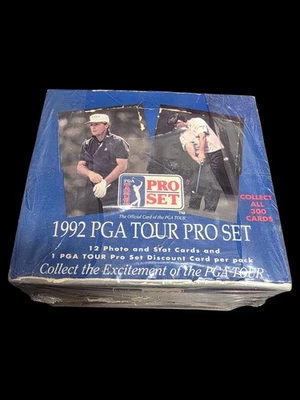 PGA TOUR
PRO SET
The Official Card of the PGA TOUR
COLLECT ALL 300 CARDS
1992 PGA TOUR PRO SET
12 Photo and Stat Cards and
1 PGA TOUR Pro Set Discount Card per pack
Collect the Excitement of the PGA TOUR